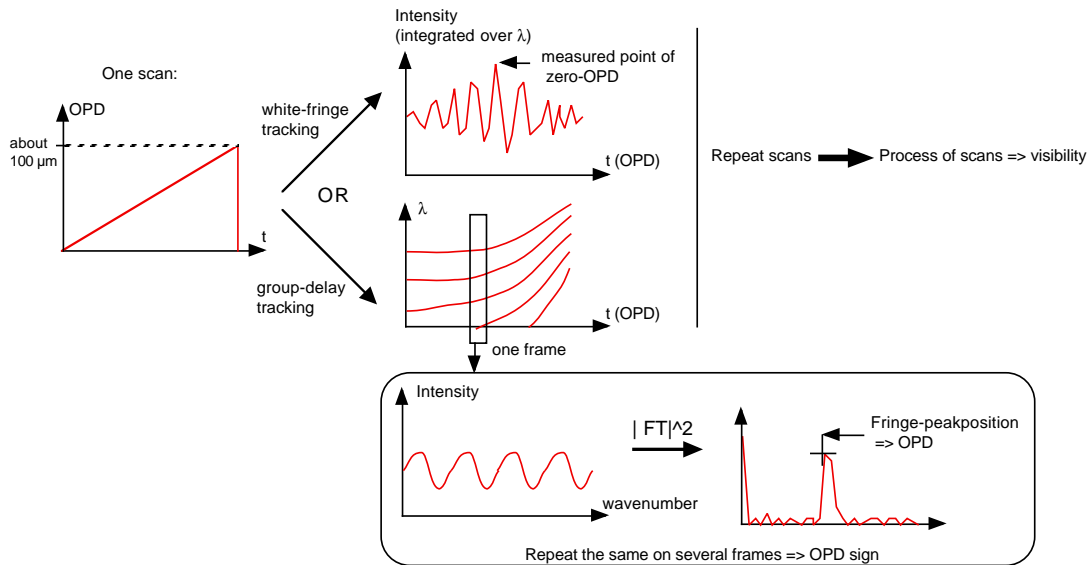 One scan:
OPD
about
100 µm
t
white-fringe
tracking
OR
group-delay
tracking
Intensity
(integrated over λ)
measured point of
zero-OPD
t (OPD)
λ
t (OPD)
one frame
Repeat scans
Process of scans => visibility
Intensity
wavenumber
| FT|^2
Fringe-peakposition
=> OPD
Repeat the same on several frames => OPD sign